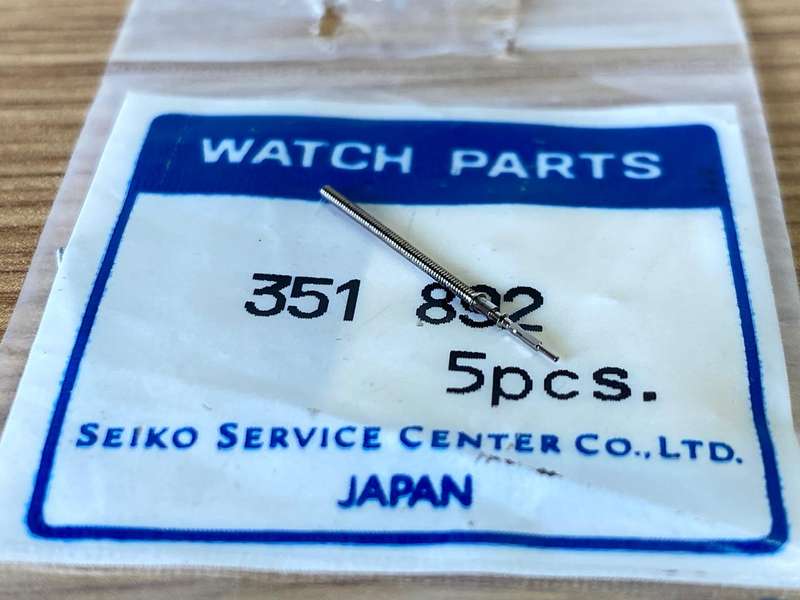 WATCH PARTS
351 892
5pcs.
SEIKO SERVICE CENTER CO.,LTD.
JAPAN